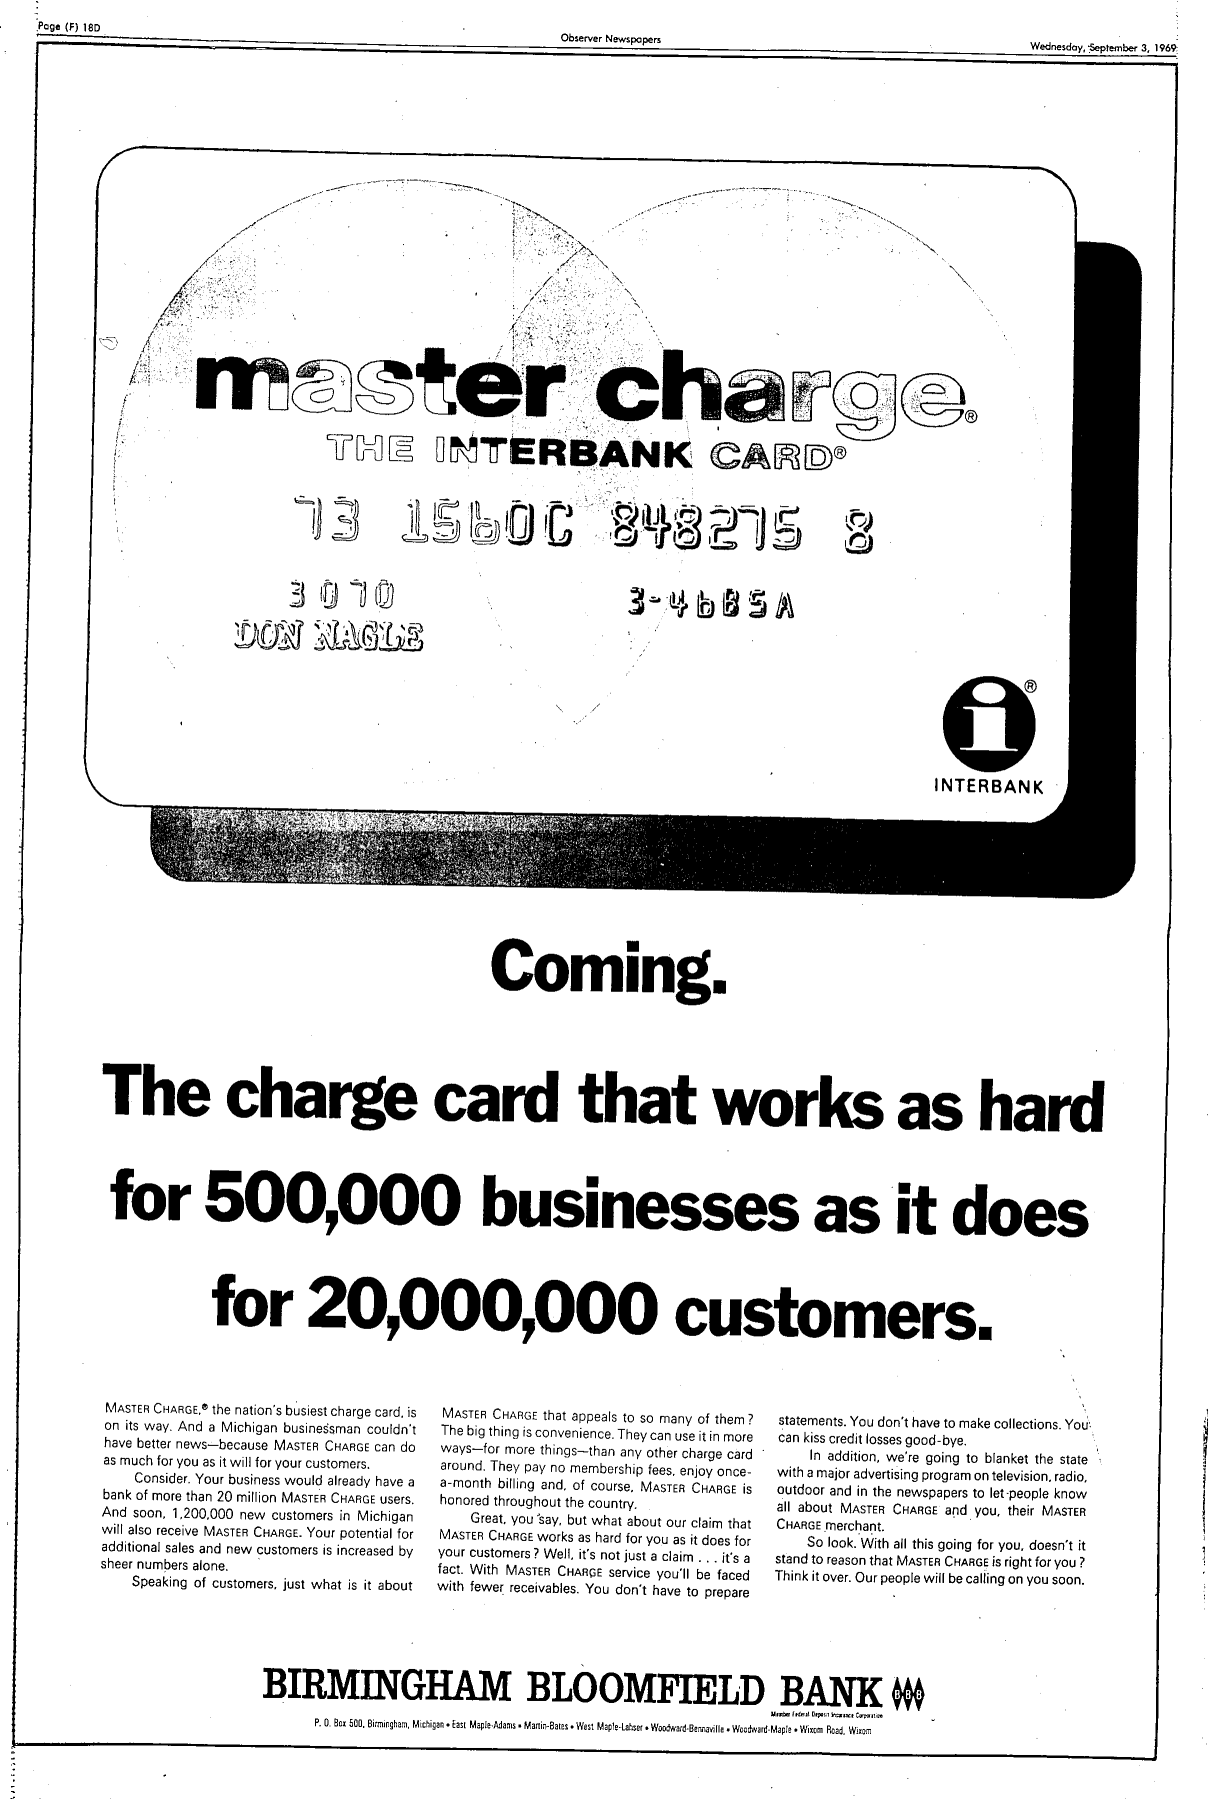 Page (F) 18D
Observer Newspapers
Wednesday, September 3, 1969
master charge®
THE INTERBANK CARD®
73 1560C 848275 8
3070
3-4685A
DON NAGLE
i®
INTERBANK
Coming.
The charge card that works as hard
for 500,000 businesses as it does
for 20,000,000 customers.
MASTER CHARGE,® the nation's busiest charge card, is
on its way. And a Michigan businessman couldn't
have better news—because MASTER CHARGE can do
as much for you as it will for your customers.
Consider. Your business would already have a
bank of more than 20 million MASTER CHARGE users.
And soon, 1,200,000 new customers in Michigan
will also receive MASTER CHARGE. Your potential for
additional sales and new customers is increased by
sheer numbers alone.
Speaking of customers, just what is it about
MASTER CHARGE that appeals to so many of them?
The big thing is convenience. They can use it in more
ways—for more things—than any other charge card
around. They pay no membership fees, enjoy once-
a-month billing and, of course, MASTER CHARGE is
honored throughout the country.
Great, you say, but what about our claim that
MASTER CHARGE works as hard for you as it does for
your customers? Well, it's not just a claim . . . it's a
fact. With MASTER CHARGE service you'll be faced
with fewer receivables. You don't have to prepare
statements. You don't have to make collections. You
can kiss credit losses good-bye.
In addition, we're going to blanket the state
with a major advertising program on television, radio,
outdoor and in the newspapers to let people know
all about MASTER CHARGE and you, their MASTER
CHARGE merchant.
So look. With all this going for you, doesn't it
stand to reason that MASTER CHARGE is right for you?
Think it over. Our people will be calling on you soon.
BIRMINGHAM BLOOMFIELD BANK BBB
Member Federal Deposit Insurance Corporation
P. O. Box 500, Birmingham, Michigan • East Maple-Adams • Martin-Bates • West Maple-Lahser • Woodward-Bennaville • Woodward-Maple • Wixom Road, Wixom